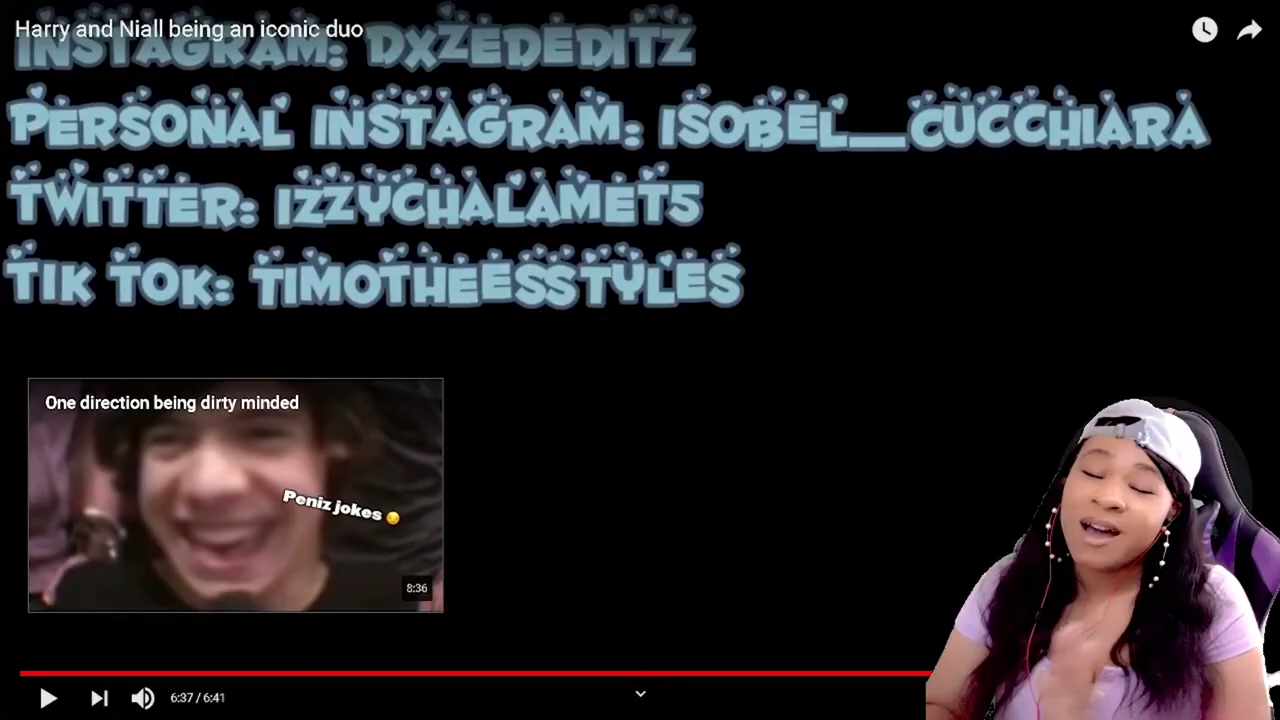 Harry and Niall being an iconic duo
INSTAGRAM: DXZEDEDITZ
PERSONAL INSTAGRAM: ISOBEL__CUCCHIARA
TWITTER: IZZYCHALAMET5
TIK TOK: TIMOTHEESSTYLES
One direction being dirty minded
Peniz jokes
8:36
6:37 / 6:41